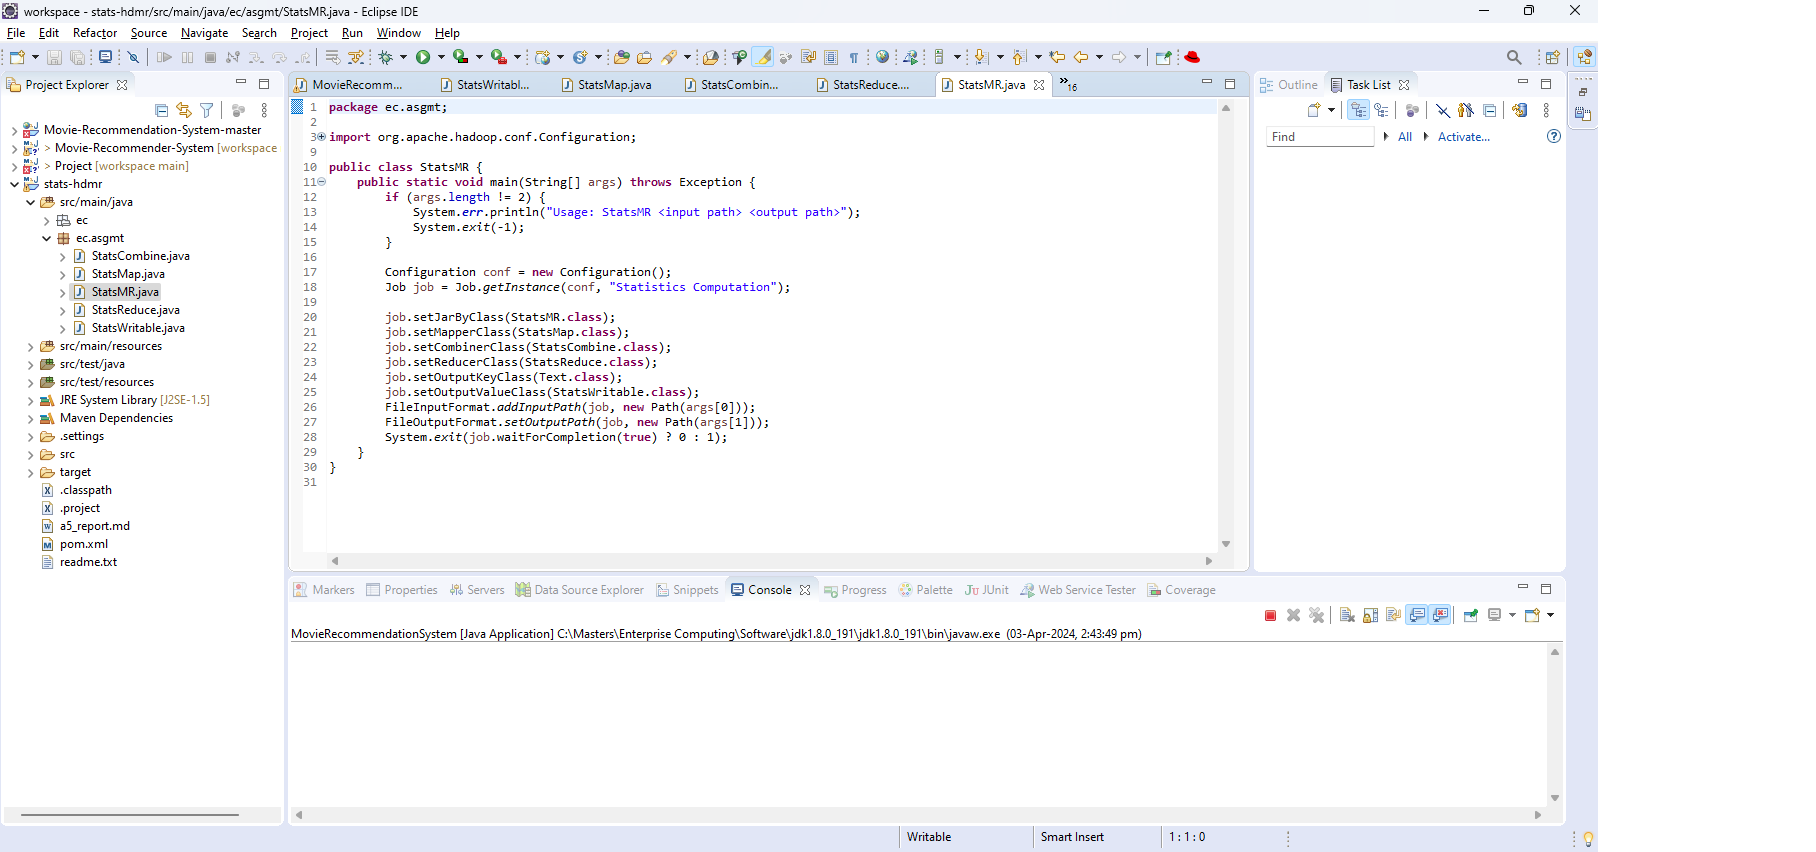 workspace - stats-hdmr/src/main/java/ec/asgmt/StatsMR.java - Eclipse IDE
File Edit Refactor Source Navigate Search Project Run Window Help
Project Explorer
MovieRecomm... StatsWritabl... StatsMap.java StatsCombin... StatsReduce.... StatsMR.java »16
Outline Task List
Find All Activate...
Movie-Recommendation-System-master
> Movie-Recommender-System [workspace
> Project [workspace main]
stats-hdmr
src/main/java
ec
ec.asgmt
StatsCombine.java
StatsMap.java
StatsMR.java
StatsReduce.java
StatsWritable.java
src/main/resources
src/test/java
src/test/resources
JRE System Library [J2SE-1.5]
Maven Dependencies
.settings
src
target
.classpath
.project
a5_report.md
pom.xml
readme.txt
1 package ec.asgmt;
2
3 import org.apache.hadoop.conf.Configuration;
9
10 public class StatsMR {
11 public static void main(String[] args) throws Exception {
12 if (args.length != 2) {
13 System.err.println("Usage: StatsMR <input path> <output path>");
14 System.exit(-1);
15 }
16
17 Configuration conf = new Configuration();
18 Job job = Job.getInstance(conf, "Statistics Computation");
19
20 job.setJarByClass(StatsMR.class);
21 job.setMapperClass(StatsMap.class);
22 job.setCombinerClass(StatsCombine.class);
23 job.setReducerClass(StatsReduce.class);
24 job.setOutputKeyClass(Text.class);
25 job.setOutputValueClass(StatsWritable.class);
26 FileInputFormat.addInputPath(job, new Path(args[0]));
27 FileOutputFormat.setOutputPath(job, new Path(args[1]));
28 System.exit(job.waitForCompletion(true) ? 0 : 1);
29 }
30 }
31
Markers Properties Servers Data Source Explorer Snippets Console Progress Palette JUnit Web Service Tester Coverage
MovieRecommendationSystem [Java Application] C:\Masters\Enterprise Computing\Software\jdk1.8.0_191\jdk1.8.0_191\bin\javaw.exe (03-Apr-2024, 2:43:49 pm)
Writable Smart Insert 1 : 1 : 0